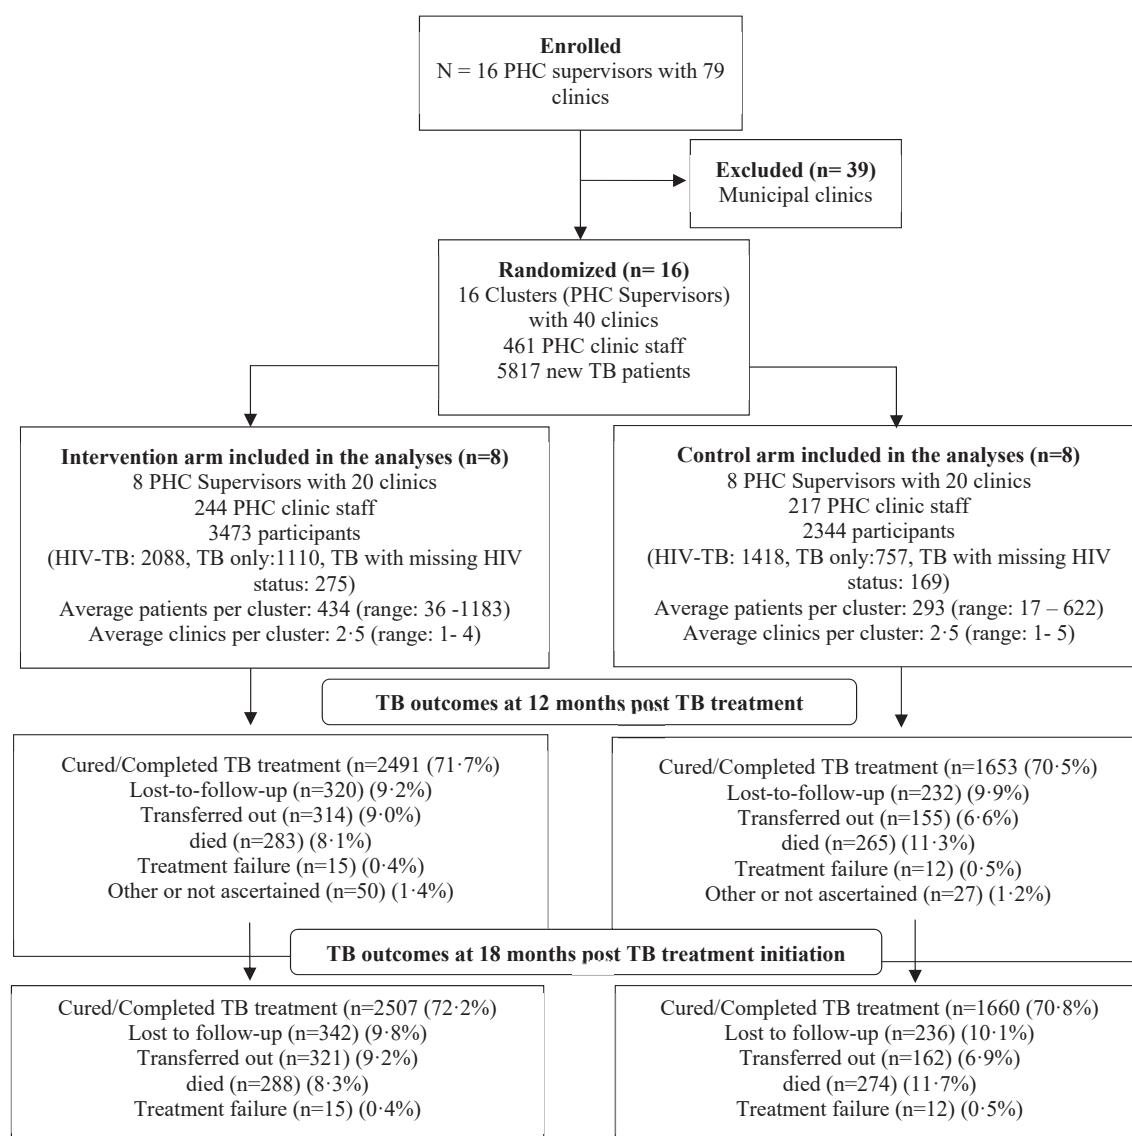 Enrolled
N = 16 PHC supervisors with 79
clinics
Excluded (n= 39)
Municipal clinics
Randomized (n= 16)
16 Clusters (PHC Supervisors)
with 40 clinics
461 PHC clinic staff
5817 new TB patients
Intervention arm included in the analyses (n=8)
8 PHC Supervisors with 20 clinics
244 PHC clinic staff
3473 participants
(HIV-TB: 2088, TB only:1110, TB with missing HIV
status: 275)
Average patients per cluster: 434 (range: 36 -1183)
Average clinics per cluster: 2·5 (range: 1- 4)
Control arm included in the analyses (n=8)
8 PHC Supervisors with 20 clinics
217 PHC clinic staff
2344 participants
(HIV-TB: 1418, TB only:757, TB with missing HIV
status: 169)
Average patients per cluster: 293 (range: 17 – 622)
Average clinics per cluster: 2·5 (range: 1- 5)
TB outcomes at 12 months post TB treatment
Cured/Completed TB treatment (n=2491 (71·7%)
Lost-to-follow-up (n=320) (9·2%)
Transferred out (n=314) (9·0%)
died (n=283) (8·1%)
Treatment failure (n=15) (0·4%)
Other or not ascertained (n=50) (1·4%)
Cured/Completed TB treatment (n=1653 (70·5%)
Lost-to-follow-up (n=232) (9·9%)
Transferred out (n=155) (6·6%)
died (n=265) (11·3%)
Treatment failure (n=12) (0·5%)
Other or not ascertained (n=27) (1·2%)
TB outcomes at 18 months post TB treatment initiation
Cured/Completed TB treatment (n=2507 (72·2%)
Lost to follow-up (n=342) (9·8%)
Transferred out (n=321) (9·2%)
died (n=288) (8·3%)
Treatment failure (n=15) (0·4%)
Cured/Completed TB treatment (n=1660 (70·8%)
Lost to follow-up (n=236) (10·1%)
Transferred out (n=162) (6·9%)
died (n=274) (11·7%)
Treatment failure (n=12) (0·5%)